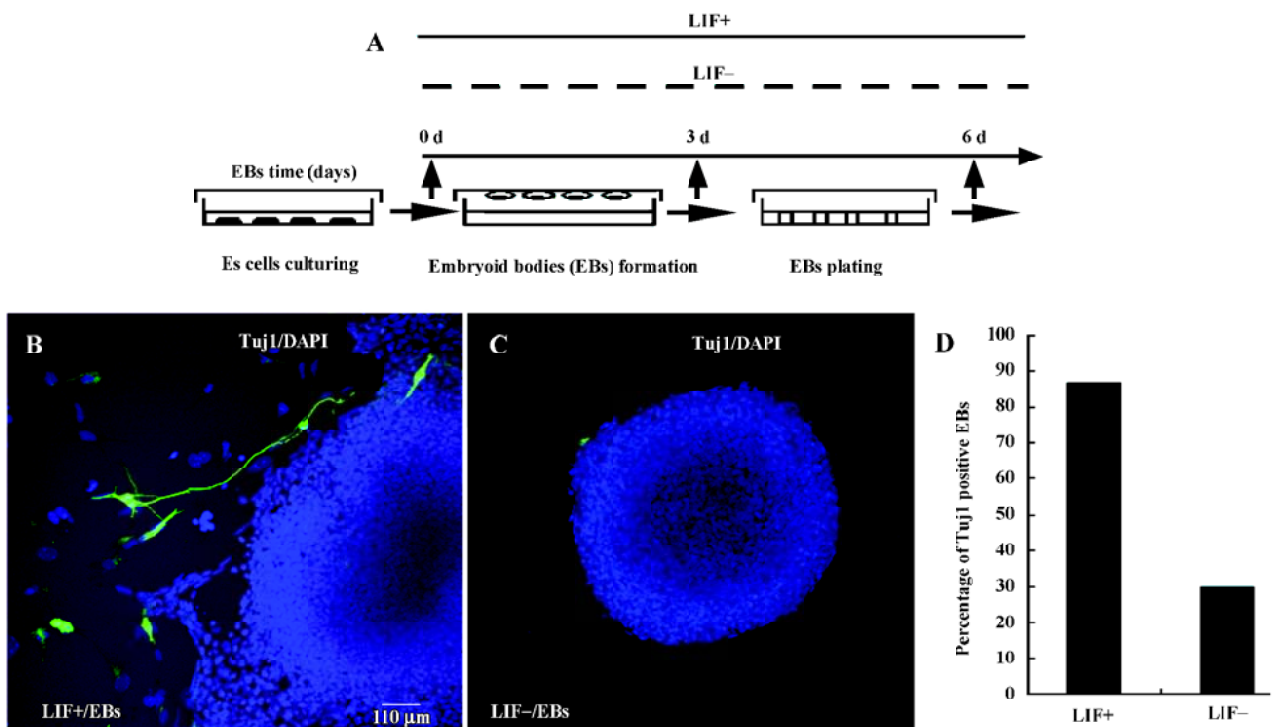 A
LIF+
LIF–
0 d 3 d 6 d
EBs time (days)
Es cells culturing
Embryoid bodies (EBs) formation
EBs plating
B
Tuj1/DAPI
LIF+/EBs
110 µm
C
Tuj1/DAPI
LIF–/EBs
D
Percentage of Tuj1 positive EBs
100
90
80
70
60
50
40
30
20
10
0
LIF+ LIF–